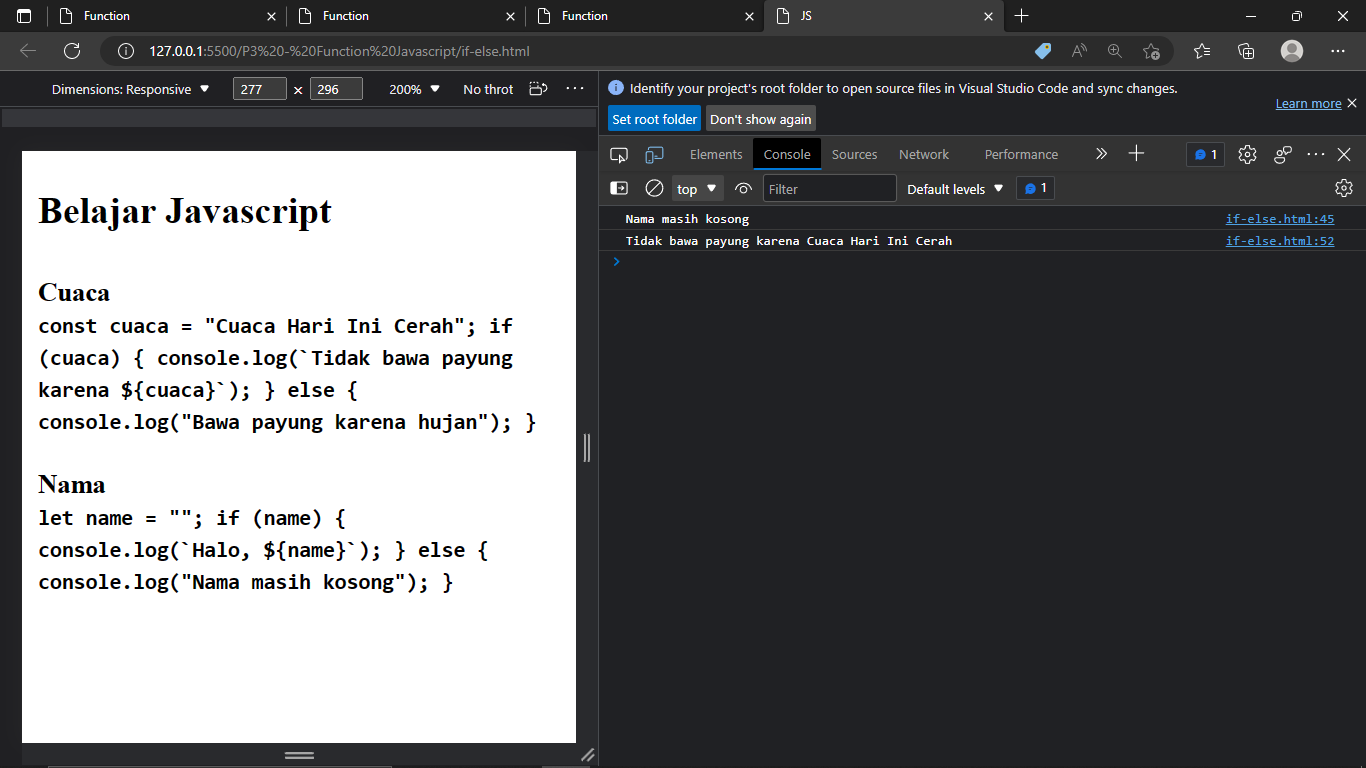 Function
Function
Function
JS
127.0.0.1:5500/P3%20-%20Function%20Javascript/if-else.html
Dimensions: Responsive 277 x 296 200% No throt
Identify your project's root folder to open source files in Visual Studio Code and sync changes.
Learn more
Set root folder Don't show again
Elements Console Sources Network Performance 1
top Filter Default levels 1
Nama masih kosong if-else.html:45
Tidak bawa payung karena Cuaca Hari Ini Cerah if-else.html:52
Belajar Javascript
Cuaca
const cuaca = "Cuaca Hari Ini Cerah"; if
(cuaca) { console.log(`Tidak bawa payung
karena ${cuaca}`); } else {
console.log("Bawa payung karena hujan"); }
Nama
let name = ""; if (name) {
console.log(`Halo, ${name}`); } else {
console.log("Nama masih kosong"); }